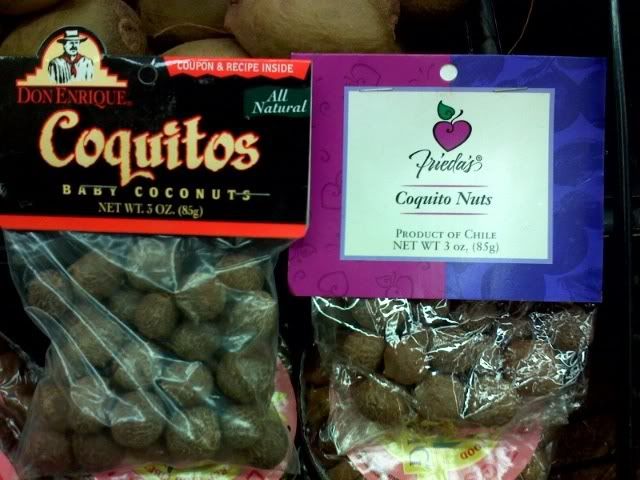 COUPON & RECIPE INSIDE
DON ENRIQUE
All
Natural
Coquitos
BABY COCONUTS
NET WT. 3 OZ. (85g)
Frieda's®
Coquito Nuts
PRODUCT OF CHILE
NET WT 3 oz. (85g)